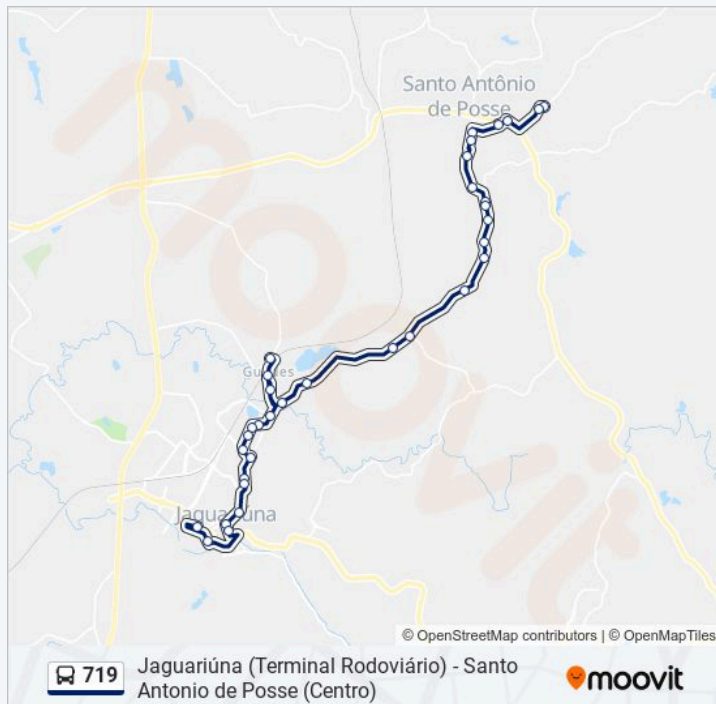 moovit
Santo Antônio
de Posse
Guedes
Jaguariúna
© OpenStreetMap contributors | © OpenMapTiles
719
Jaguariúna (Terminal Rodoviário) - Santo
Antonio de Posse (Centro)
moovit